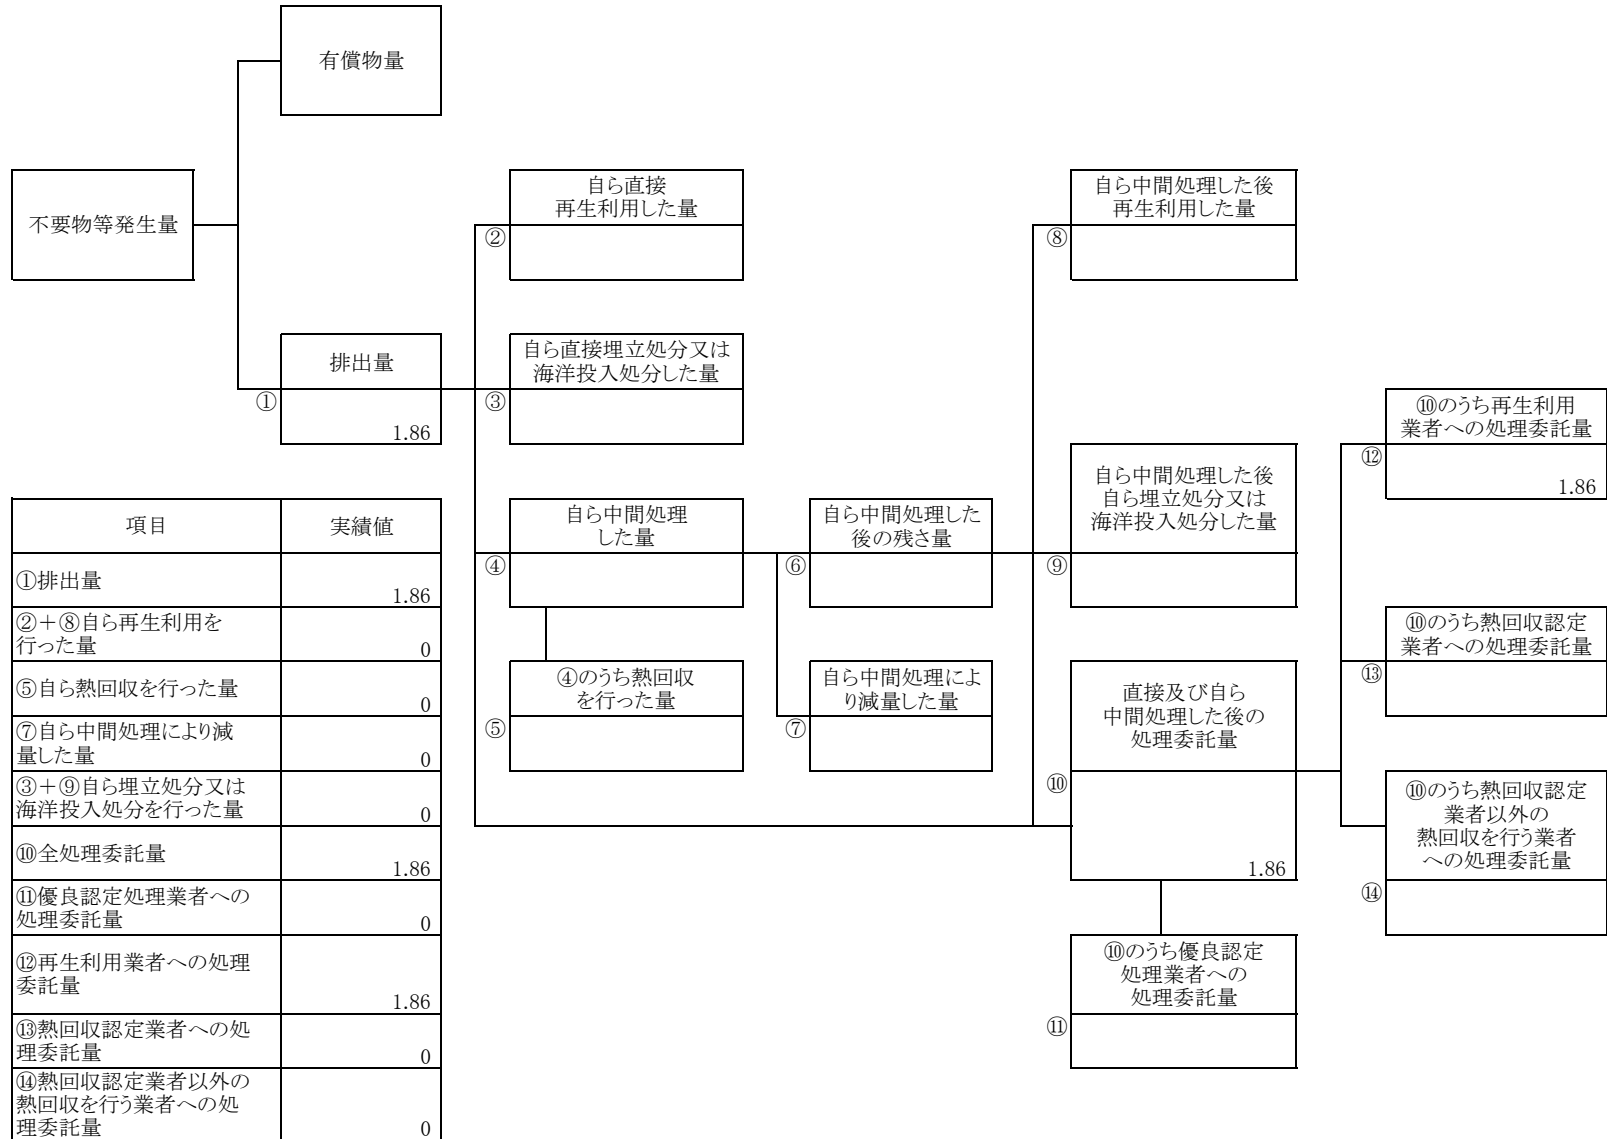 有償物量
不要物等発生量
自ら直接
再生利用した量
②
自ら中間処理した後
再生利用した量
⑧
排出量
①
1.86
自ら直接埋立処分又は
海洋投入処分した量
③
⑩のうち再生利用
業者への処理委託量
⑫
1.86
自ら中間処理
した量
④
自ら中間処理した
後の残さ量
⑥
自ら中間処理した後
自ら埋立処分又は
海洋投入処分した量
⑨
⑩のうち熱回収認定
業者への処理委託量
⑬
④のうち熱回収
を行った量
⑤
自ら中間処理によ
り減量した量
⑦
直接及び自ら
中間処理した後の
処理委託量
⑩
1.86
⑩のうち熱回収認定
業者以外の
熱回収を行う業者
への処理委託量
⑭
⑩のうち優良認定
処理業者への
処理委託量
⑪
項目 実績値
①排出量 1.86
②＋⑧自ら再生利用を
行った量 0
⑤自ら熱回収を行った量 0
⑦自ら中間処理により減
量した量 0
③＋⑨自ら埋立処分又は
海洋投入処分を行った量 0
⑩全処理委託量 1.86
⑪優良認定処理業者への
処理委託量 0
⑫再生利用業者への処理
委託量 1.86
⑬熱回収認定業者への処
理委託量 0
⑭熱回収認定業者以外の
熱回収を行う業者への処
理委託量 0